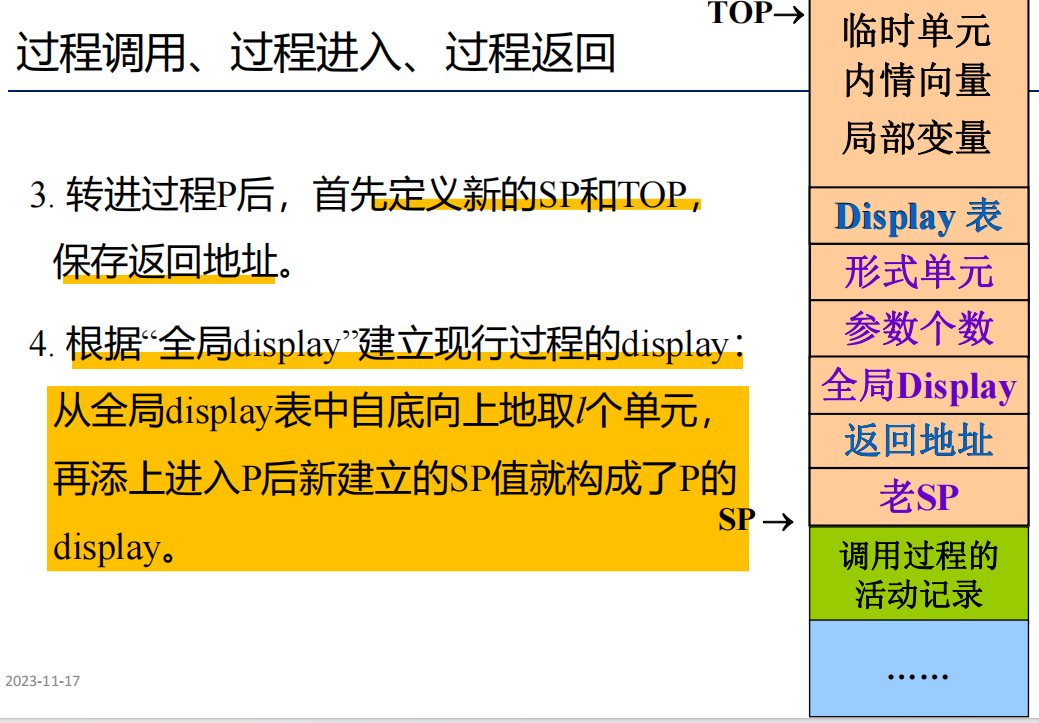 过程调用、过程进入、过程返回
3. 转进过程P后，首先定义新的SP和TOP，
保存返回地址。
4. 根据“全局display”建立现行过程的display：
从全局display表中自底向上地取l个单元，
再添上进入P后新建立的SP值就构成了P的
display。
2023-11-17
TOP→
临时单元
内情向量
局部变量
Display 表
形式单元
参数个数
全局Display
返回地址
老SP
SP→
调用过程的
活动记录
……